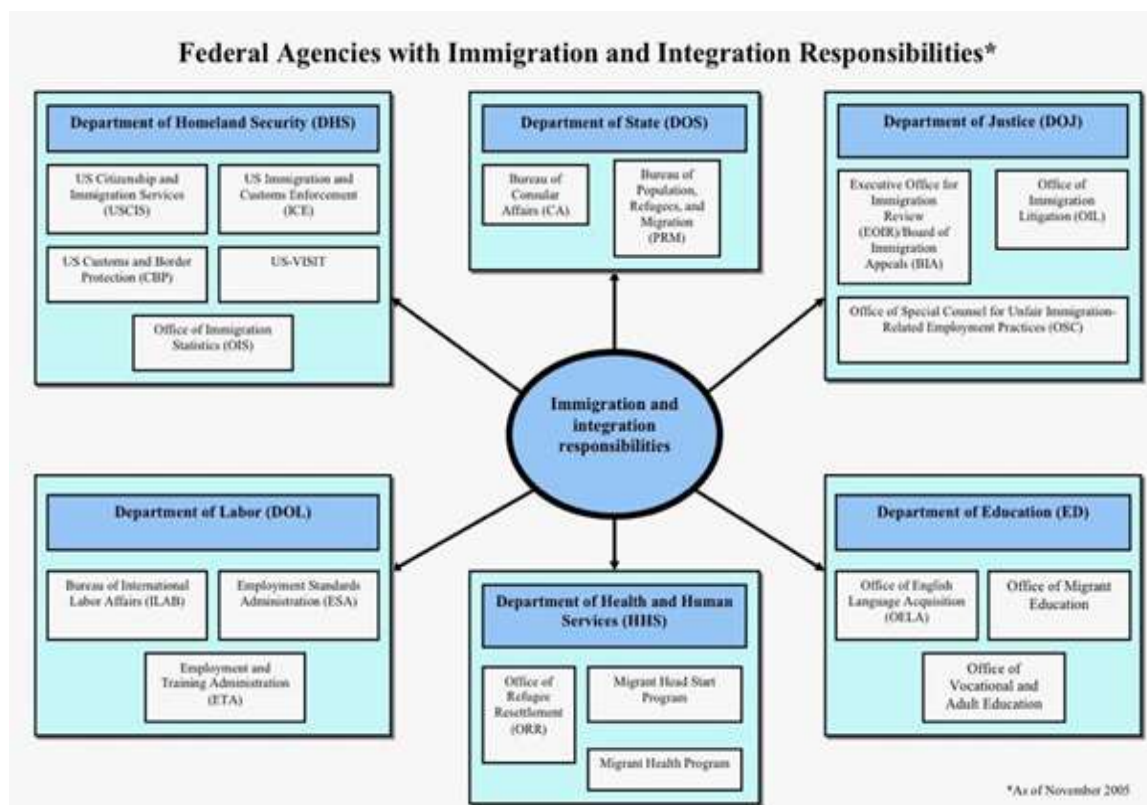 Federal Agencies with Immigration and Integration Responsibilities*
Department of Homeland Security (DHS)
US Citizenship and
Immigration Services
(USCIS)
US Immigration and
Customs Enforcement
(ICE)
US Customs and Border
Protection (CBP)
US-VISIT
Office of Immigration
Statistics (OIS)
Department of State (DOS)
Bureau of
Consular
Affairs (CA)
Bureau of
Population,
Refugees, and
Migration
(PRM)
Department of Justice (DOJ)
Executive Office for
Immigration
Review
(EOIR)/Board of
Immigration
Appeals (BIA)
Office of
Immigration
Litigation (OIL)
Office of Special Counsel for Unfair Immigration-
Related Employment Practices (OSC)
Immigration and
integration
responsibilities
Department of Labor (DOL)
Bureau of International
Labor Affairs (ILAB)
Employment Standards
Administration (ESA)
Employment and
Training Administration
(ETA)
Department of Health and Human
Services (HHS)
Office of
Refugee
Resettlement
(ORR)
Migrant Head Start
Program
Migrant Health Program
Department of Education (ED)
Office of English
Language Acquisition
(OELA)
Office of Migrant
Education
Office of
Vocational and
Adult Education
*As of November 2005